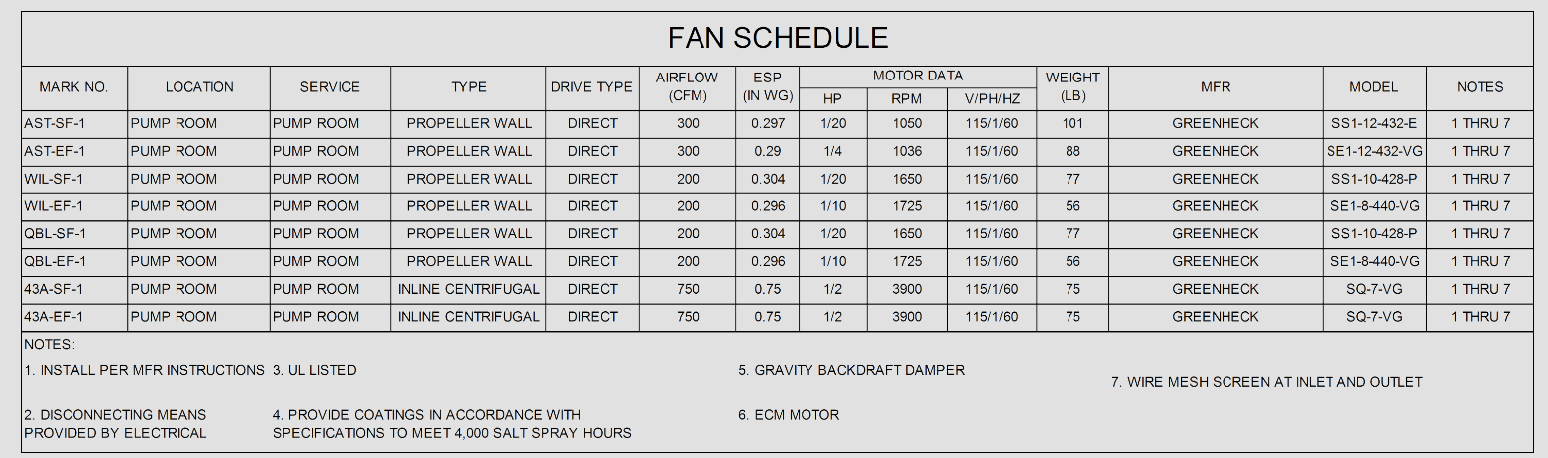 FAN SCHEDULE
MARK NO. LOCATION SERVICE TYPE DRIVE TYPE AIRFLOW (CFM) ESP (IN WG) MOTOR DATA WEIGHT (LB) MFR MODEL NOTES
HP RPM V/PH/HZ
AST-SF-1 PUMP ROOM PUMP ROOM PROPELLER WALL DIRECT 300 0.297 1/20 1050 115/1/60 101 GREENHECK SS1-12-432-E 1 THRU 7
AST-EF-1 PUMP ROOM PUMP ROOM PROPELLER WALL DIRECT 300 0.29 1/4 1036 115/1/60 88 GREENHECK SE1-12-432-VG 1 THRU 7
WIL-SF-1 PUMP ROOM PUMP ROOM PROPELLER WALL DIRECT 200 0.304 1/20 1650 115/1/60 77 GREENHECK SS1-10-428-P 1 THRU 7
WIL-EF-1 PUMP ROOM PUMP ROOM PROPELLER WALL DIRECT 200 0.296 1/10 1725 115/1/60 56 GREENHECK SE1-8-440-VG 1 THRU 7
QBL-SF-1 PUMP ROOM PUMP ROOM PROPELLER WALL DIRECT 200 0.304 1/20 1650 115/1/60 77 GREENHECK SS1-10-428-P 1 THRU 7
QBL-EF-1 PUMP ROOM PUMP ROOM PROPELLER WALL DIRECT 200 0.296 1/10 1725 115/1/60 56 GREENHECK SE1-8-440-VG 1 THRU 7
43A-SF-1 PUMP ROOM PUMP ROOM INLINE CENTRIFUGAL DIRECT 750 0.75 1/2 3900 115/1/60 75 GREENHECK SQ-7-VG 1 THRU 7
43A-EF-1 PUMP ROOM PUMP ROOM INLINE CENTRIFUGAL DIRECT 750 0.75 1/2 3900 115/1/60 75 GREENHECK SQ-7-VG 1 THRU 7
NOTES:
1. INSTALL PER MFR INSTRUCTIONS
2. DISCONNECTING MEANS
PROVIDED BY ELECTRICAL
3. UL LISTED
4. PROVIDE COATINGS IN ACCORDANCE WITH
SPECIFICATIONS TO MEET 4,000 SALT SPRAY HOURS
5. GRAVITY BACKDRAFT DAMPER
6. ECM MOTOR
7. WIRE MESH SCREEN AT INLET AND OUTLET